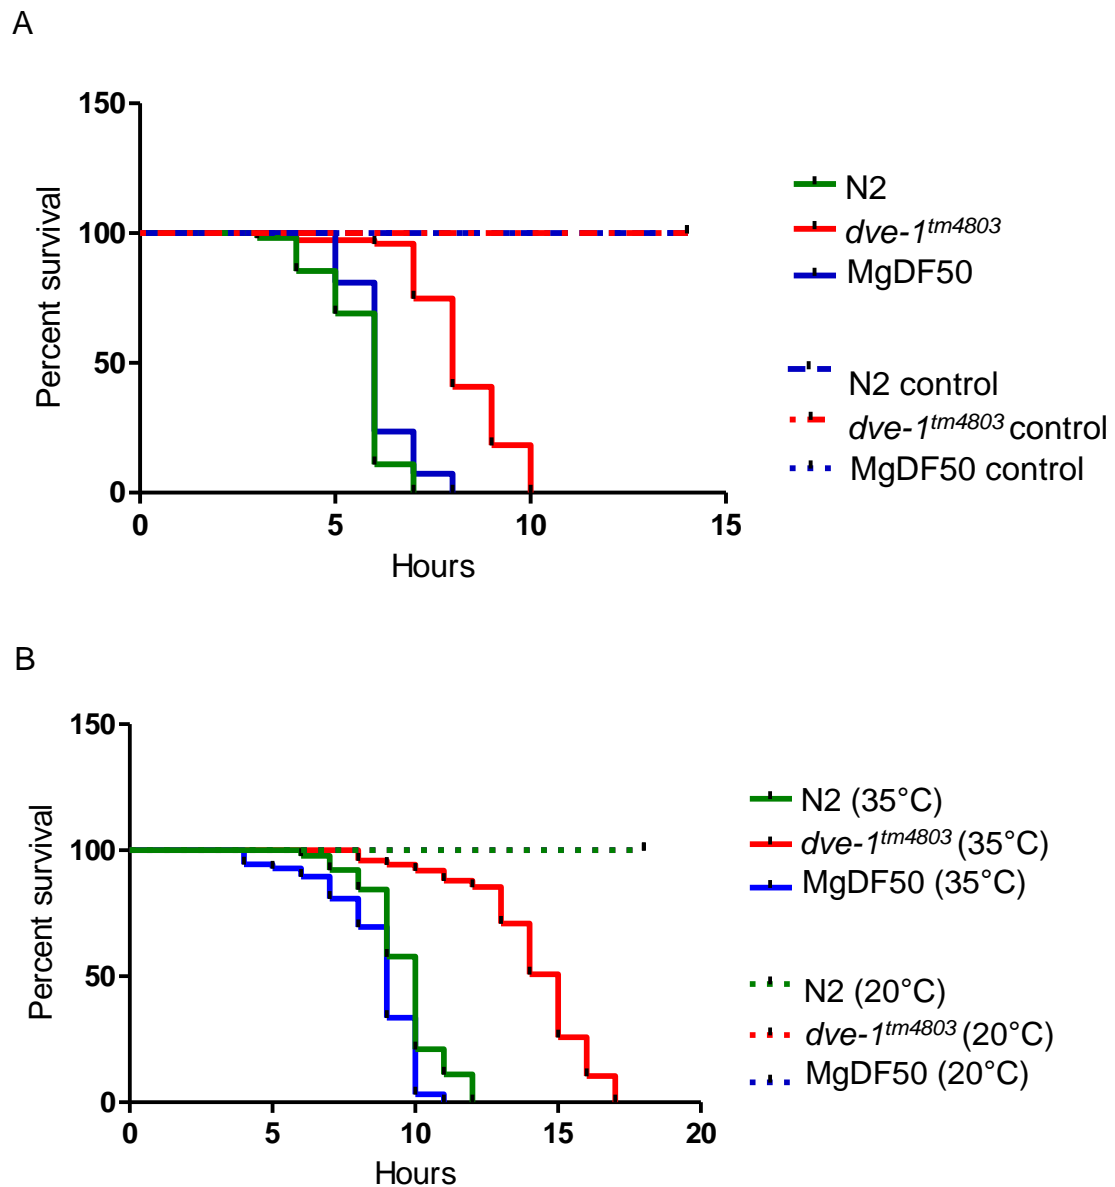 A
150
100
50
0
Percent survival
0 5 10 15
Hours
N2
dve-1tm4803
MgDF50
N2 control
dve-1tm4803 control
MgDF50 control
B
150
100
50
0
Percent survival
0 5 10 15 20
Hours
N2 (35°C)
dve-1tm4803 (35°C)
MgDF50 (35°C)
N2 (20°C)
dve-1tm4803 (20°C)
MgDF50 (20°C)